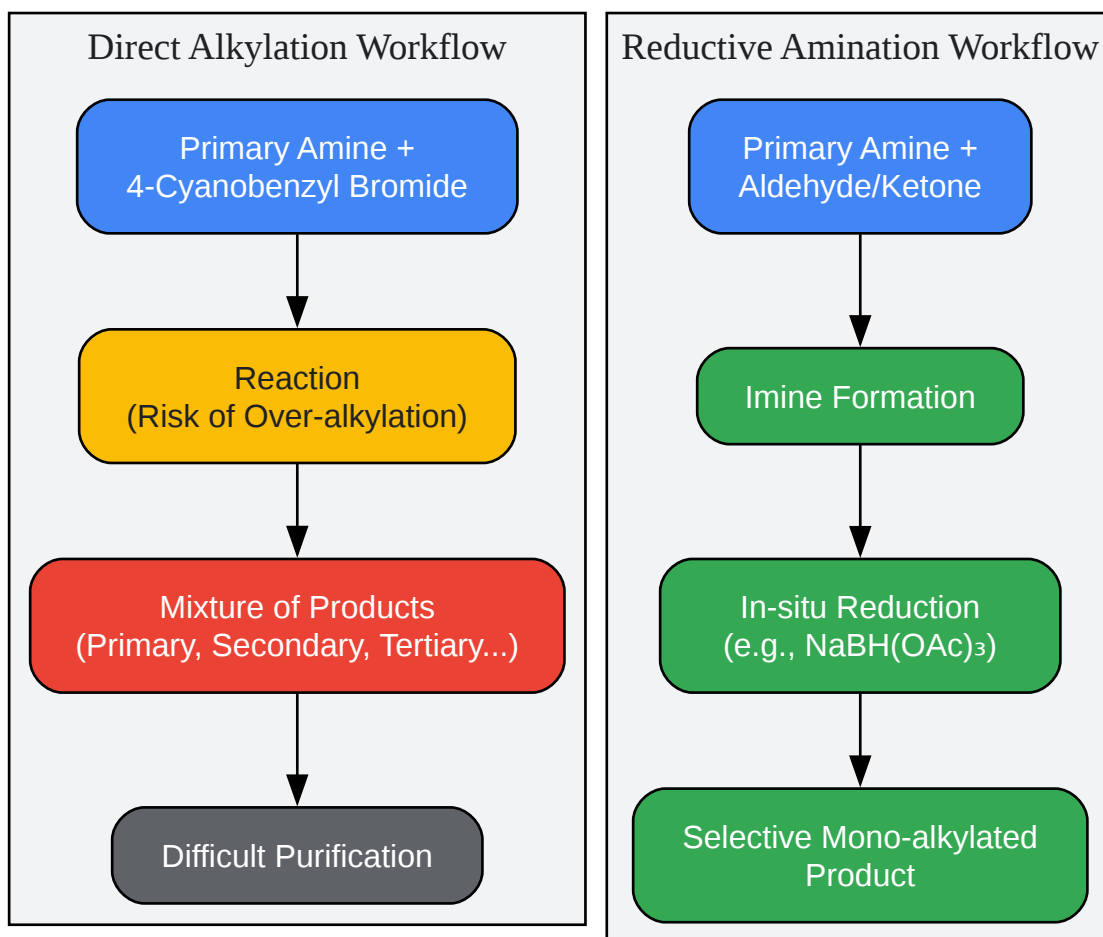 Direct Alkylation Workflow
Primary Amine +
4-Cyanobenzyl Bromide
Reaction
(Risk of Over-alkylation)
Mixture of Products
(Primary, Secondary, Tertiary...)
Difficult Purification
Reductive Amination Workflow
Primary Amine +
Aldehyde/Ketone
Imine Formation
In-situ Reduction
(e.g., NaBH(OAc)₃)
Selective Mono-alkylated
Product